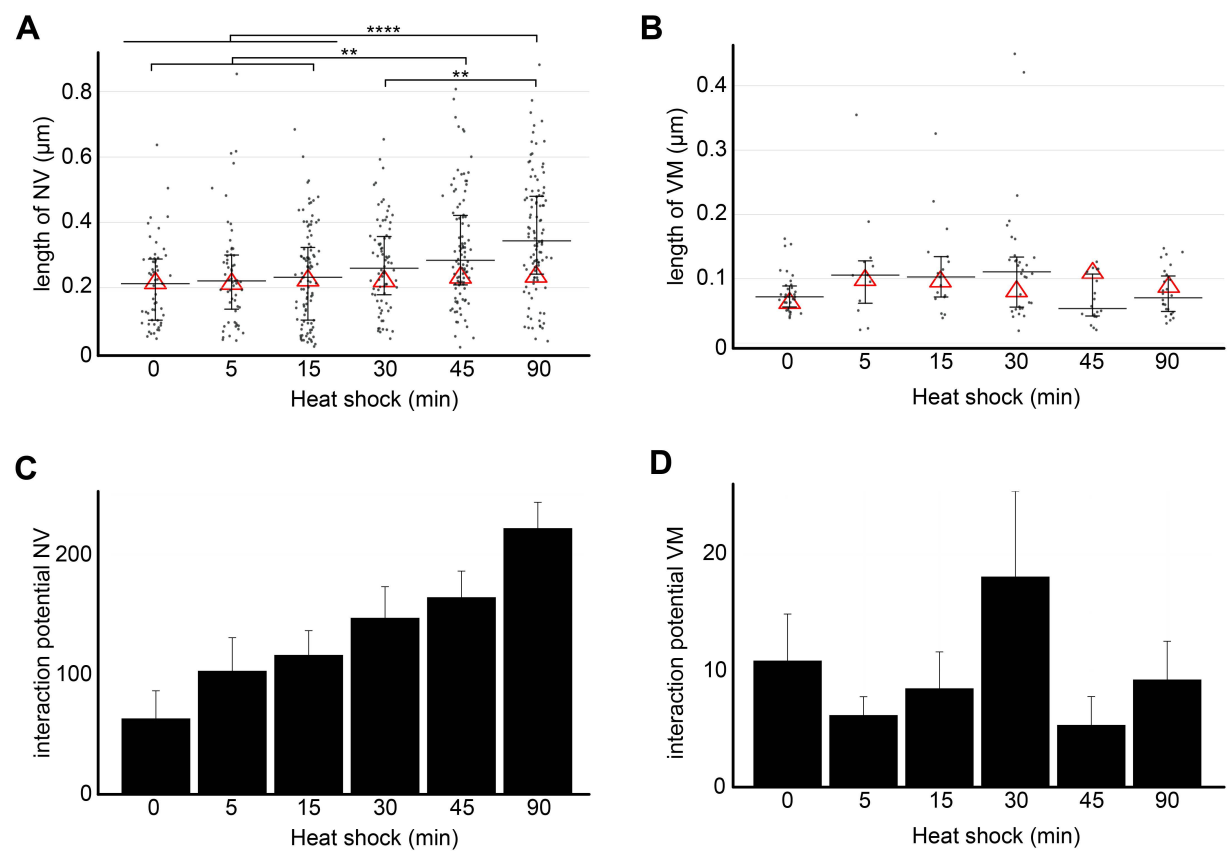 A
****
**
**
length of NV (µm)
0.8
0.6
0.4
0.2
0
0 5 15 30 45 90
Heat shock (min)
B
length of VM (µm)
0.4
0.3
0.2
0.1
0
0 5 15 30 45 90
Heat shock (min)
C
interaction potential NV
200
100
0
0 5 15 30 45 90
Heat shock (min)
D
interaction potential VM
20
10
0
0 5 15 30 45 90
Heat shock (min)